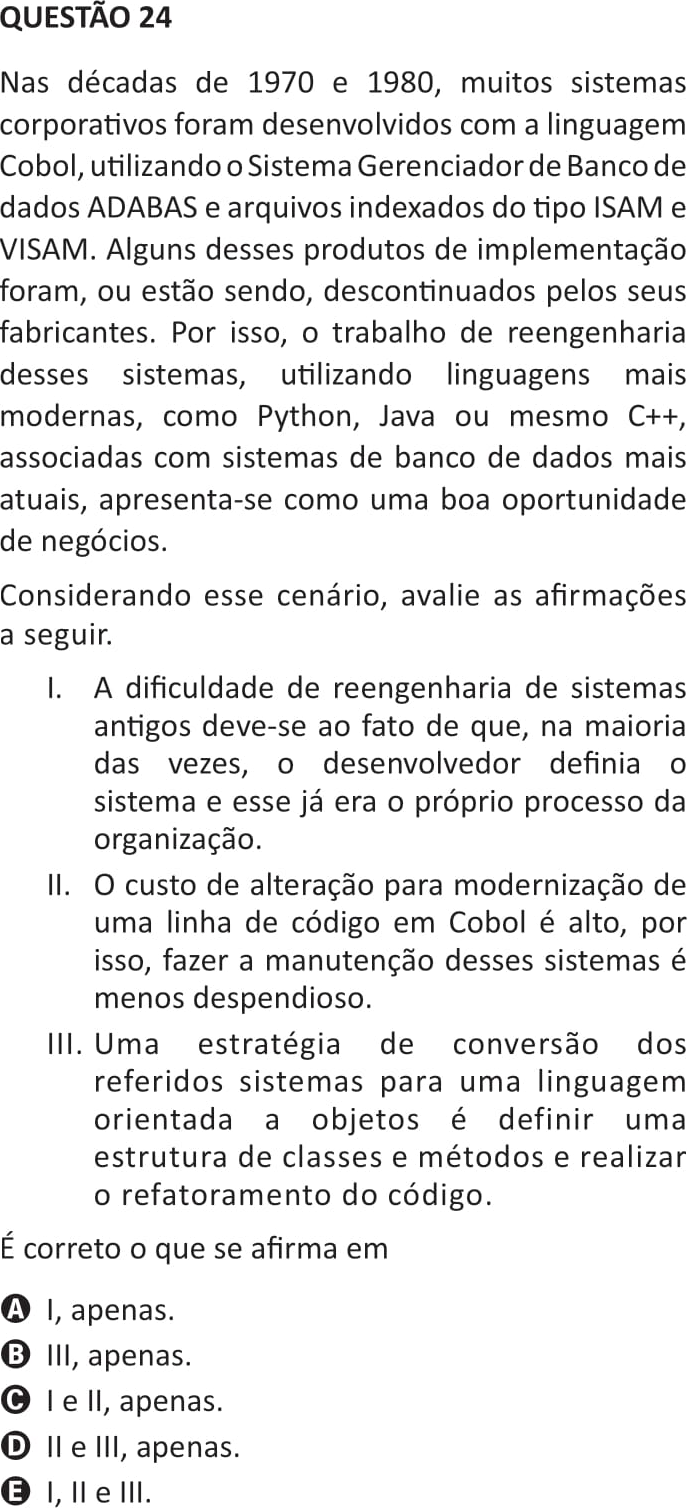 QUESTÃO 24
Nas décadas de 1970 e 1980, muitos sistemas
corporativos foram desenvolvidos com a linguagem
Cobol, utilizando o Sistema Gerenciador de Banco de
dados ADABAS e arquivos indexados do tipo ISAM e
VISAM. Alguns desses produtos de implementação
foram, ou estão sendo, descontinuados pelos seus
fabricantes. Por isso, o trabalho de reengenharia
desses sistemas, utilizando linguagens mais
modernas, como Python, Java ou mesmo C++,
associadas com sistemas de banco de dados mais
atuais, apresenta-se como uma boa oportunidade
de negócios.
Considerando esse cenário, avalie as afirmações
a seguir.
I. A dificuldade de reengenharia de sistemas
antigos deve-se ao fato de que, na maioria
das vezes, o desenvolvedor definia o
sistema e esse já era o próprio processo da
organização.
II. O custo de alteração para modernização de
uma linha de código em Cobol é alto, por
isso, fazer a manutenção desses sistemas é
menos despendioso.
III. Uma estratégia de conversão dos
referidos sistemas para uma linguagem
orientada a objetos é definir uma
estrutura de classes e métodos e realizar
o refatoramento do código.
É correto o que se afirma em
A I, apenas.
B III, apenas.
C I e II, apenas.
D II e III, apenas.
E I, II e III.